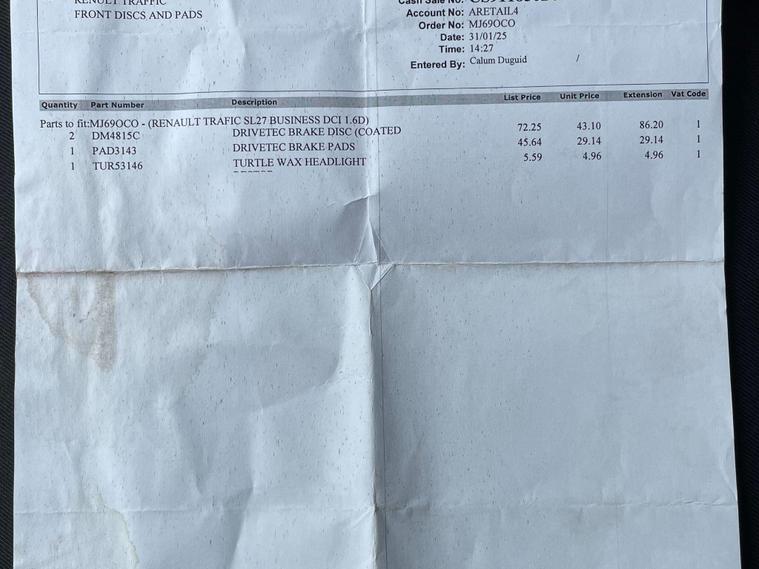 RENULT TRAFFIC
FRONT DISCS AND PADS
Cash Sale No:
Account No: ARETAIL4
Order No: MJ69OCO
Date: 31/01/25
Time: 14:27
Entered By: Calum Duguid /
Quantity Part Number Description List Price Unit Price Extension Vat Code
Parts to fit:MJ69OCO - (RENAULT TRAFIC SL27 BUSINESS DCI 1.6D)
2 DM4815C DRIVETEC BRAKE DISC (COATED 72.25 43.10 86.20 1
1 PAD3143 DRIVETEC BRAKE PADS 45.64 29.14 29.14 1
1 TUR53146 TURTLE WAX HEADLIGHT 5.59 4.96 4.96 1
------